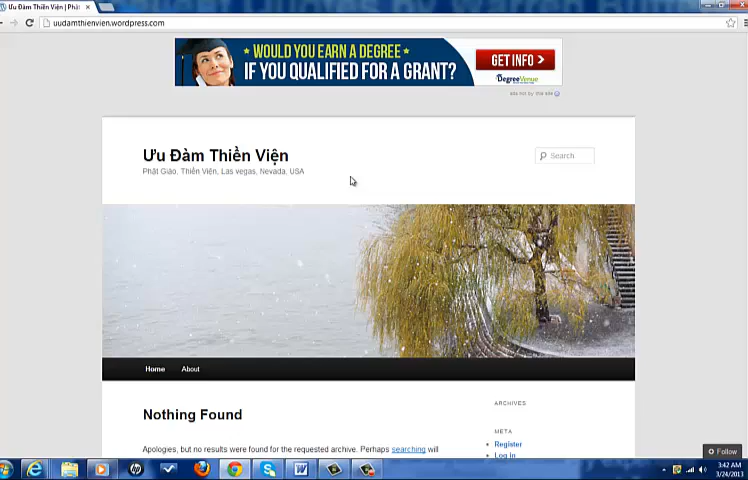 Ưu Đàm Thiền Viện | Phật
uudamthienvien.wordpress.com
* WOULD YOU EARN A DEGREE *
IF YOU QUALIFIED FOR A GRANT?
GET INFO >
DegreeVenue
Ưu Đàm Thiền Viện
Search
Phật Giáo, Thiền Viện, Las vegas, Nevada, USA
Home
About
Nothing Found
Apologies, but no results were found for the requested archive. Perhaps searching will
ARCHIVES
META
Register
Log in
Follow
3:42 AM
3/24/2013